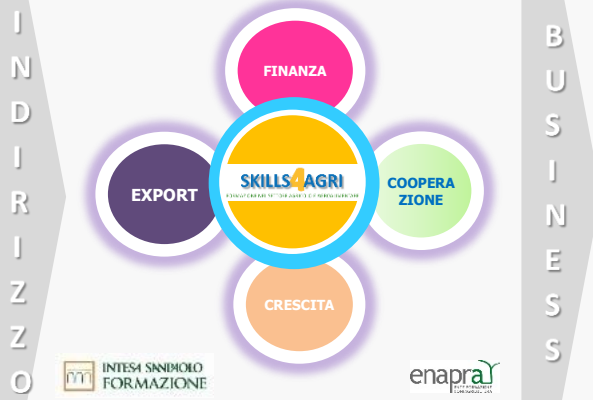 INDIRIZZO
BUSINESS
FINANZA
EXPORT
SKILLS4AGRI
COOPERA
ZIONE
CRESCITA
INTESA SANPAOLO
FORMAZIONE
enapra